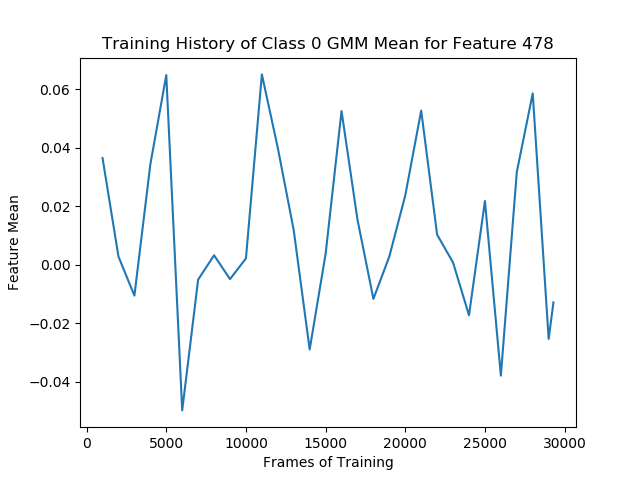 Training History of Class 0 GMM Mean for Feature 478
0.06
0.04
0.02
0.00
−0.02
−0.04
Feature Mean
0 5000 10000 15000 20000 25000 30000
Frames of Training